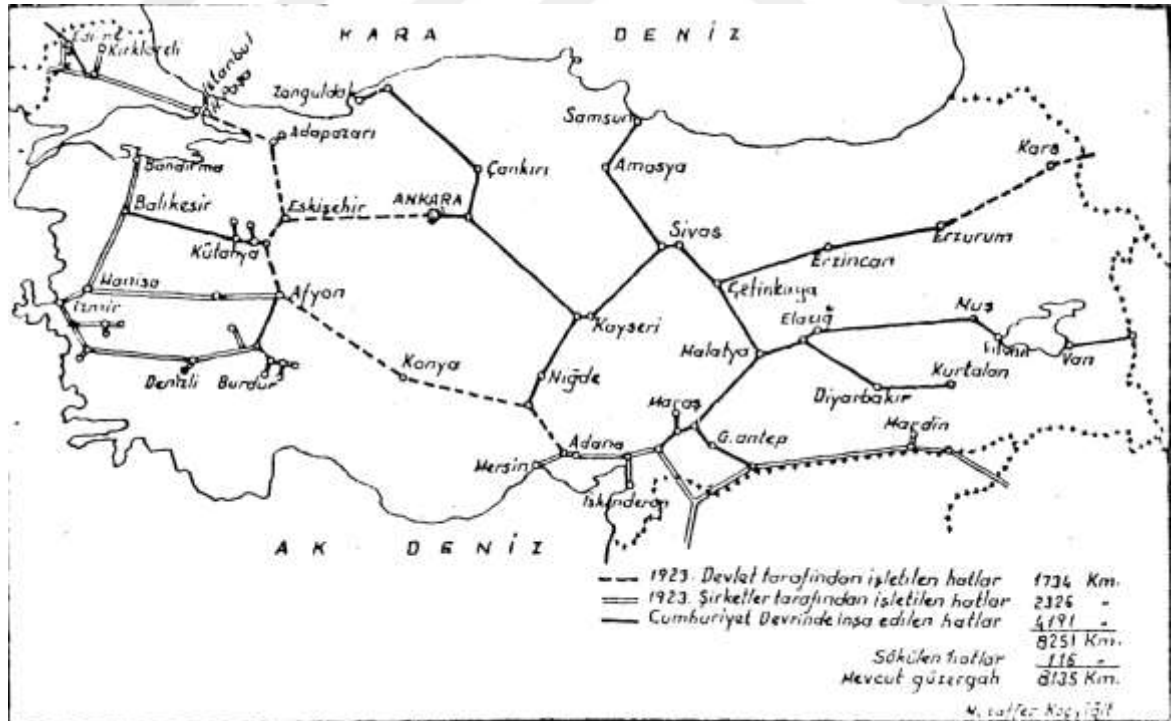 KARA DENİZ
Edirne
Kırklareli
İstanbul
Zonguldak
Samsun
Adapazarı
Kars
Bandırma
Çankırı
Amasya
Balıkesir
Eskişehir
ANKARA
Sivas
Erzurum
Kütahya
Erzincan
Manisa
Afyon
Çetinkaya
İzmir
Kayseri
Elazığ
Muş
Malatya
Van
Konya
Niğde
Kurtalan
Denizli
Burdur
Diyarbakır
Maraş
Mardin
Adana
G.antep
Mersin
İskenderon
AK DENİZ
1923. Devlet tarafından işletilen hatlar 1734 Km.
1923. Şirketler tarafından işletilen hatlar 2326 "
Cumhuriyet Devrinde inşa edilen hatlar 4191 "
8251 Km.
Sökülen hatlar 116 "
Mevcut güzergah 8135 Km.